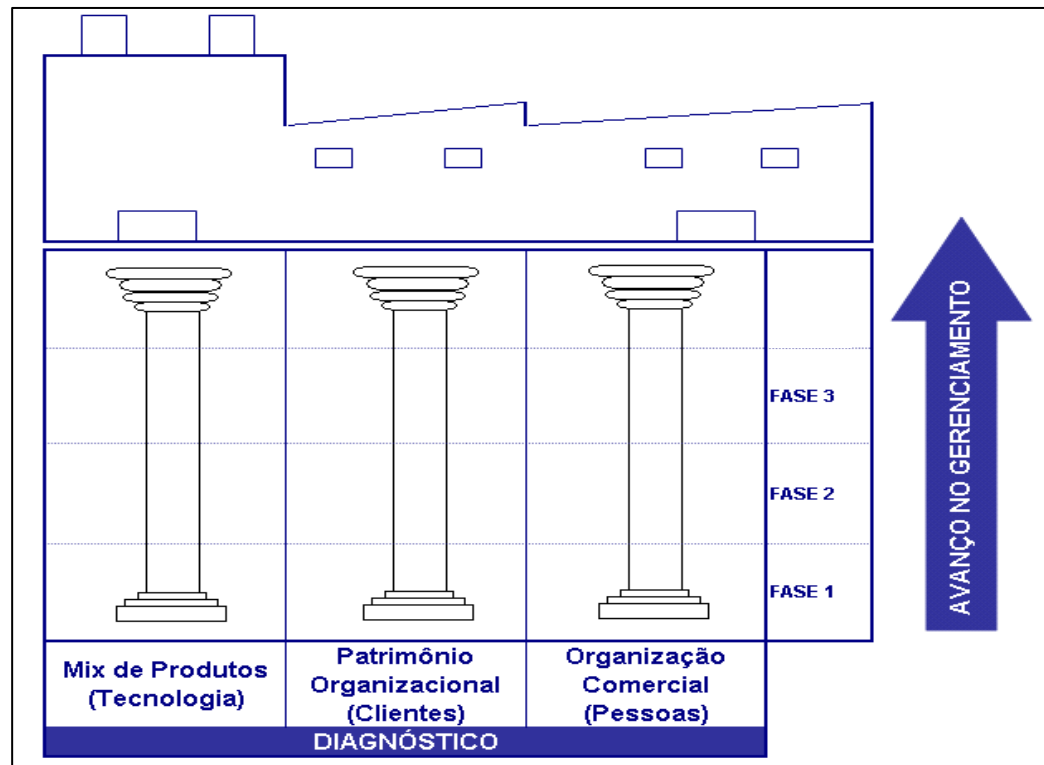 FASE 3
FASE 2
FASE 1
AVANÇO NO GERENCIAMENTO
Mix de Produtos
(Tecnologia)
Patrimônio
Organizacional
(Clientes)
Organização
Comercial
(Pessoas)
DIAGNÓSTICO